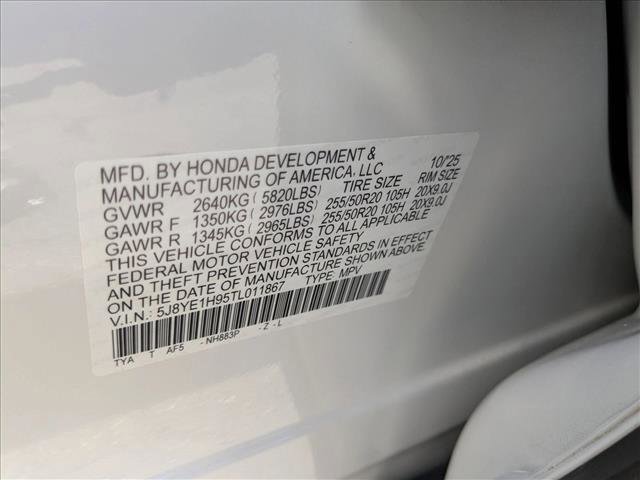 MFD. BY HONDA DEVELOPMENT & 10/25
MANUFACTURING OF AMERICA, LLC
GVWR 2640KG ( 5820LBS) TIRE SIZE RIM SIZE
GAWR F 1350KG ( 2976LBS) 255/50R20 105H 20X9.0J
GAWR R 1345KG ( 2965LBS) 255/50R20 105H 20X9.0J
THIS VEHICLE CONFORMS TO ALL APPLICABLE
FEDERAL MOTOR VEHICLE SAFETY
AND THEFT PREVENTION STANDARDS IN EFFECT
ON THE DATE OF MANUFACTURE SHOWN ABOVE.
V.I.N.: 5J8YE1H95TL011867 TYPE: MPV
TYA T AF5 -NH883P -Z -L